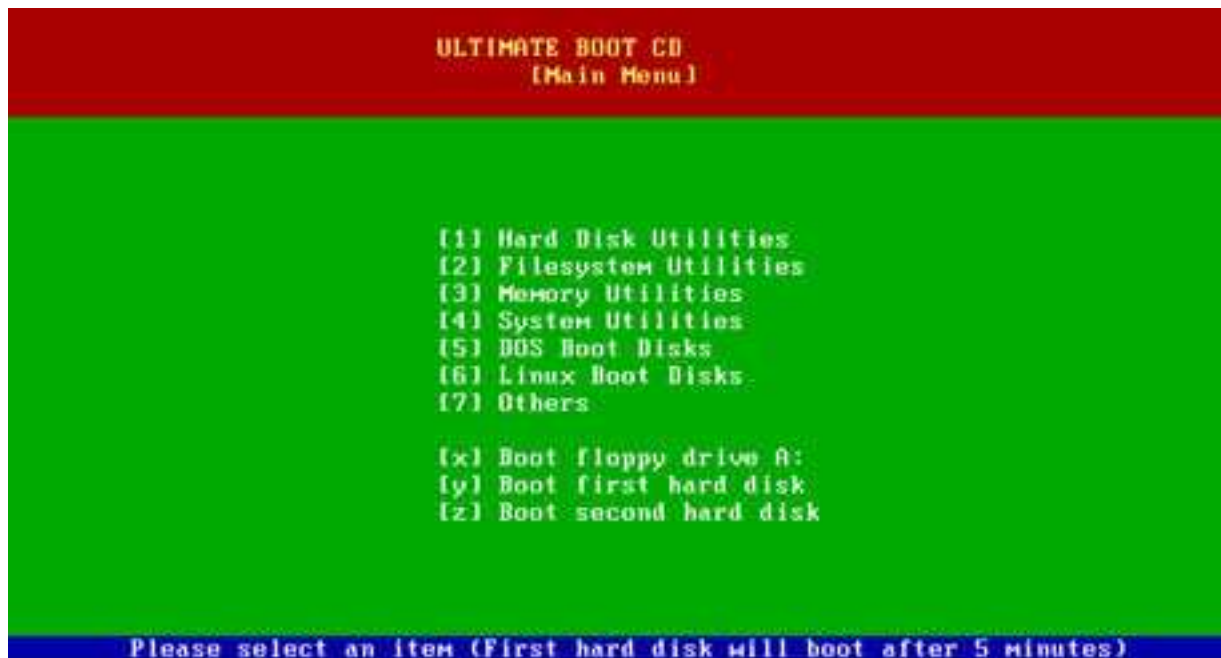 ULTIMATE BOOT CD
[Main Menu]
[1] Hard Disk Utilities
[2] Filesystem Utilities
[3] Memory Utilities
[4] System Utilities
[5] DOS Boot Disks
[6] Linux Boot Disks
[7] Others
[x] Boot floppy drive A:
[y] Boot first hard disk
[z] Boot second hard disk
Please select an item (First hard disk will boot after 5 minutes)